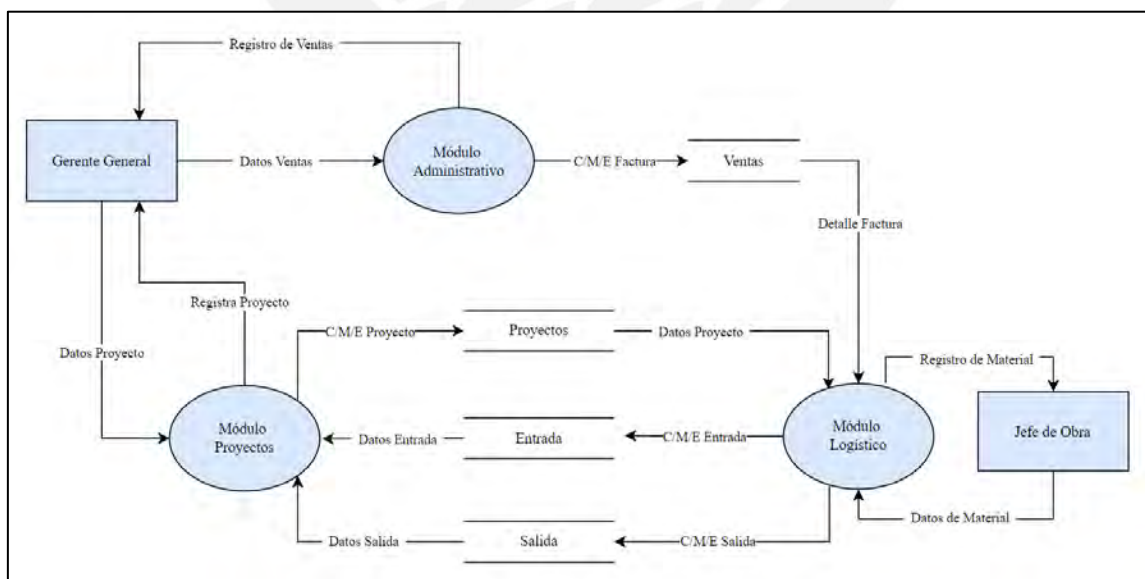 Registro de Ventas
Gerente General
Datos Ventas
Módulo
Administrativo
C/M/E Factura
Ventas
Detalle Factura
Registra Proyecto
Datos Proyecto
C/M/E Proyecto
Proyectos
Datos Proyecto
Registro de Material
Módulo
Proyectos
Datos Entrada
Entrada
C/M/E Entrada
Módulo
Logístico
Jefe de Obra
Datos Salida
Salida
C/M/E Salida
Datos de Material